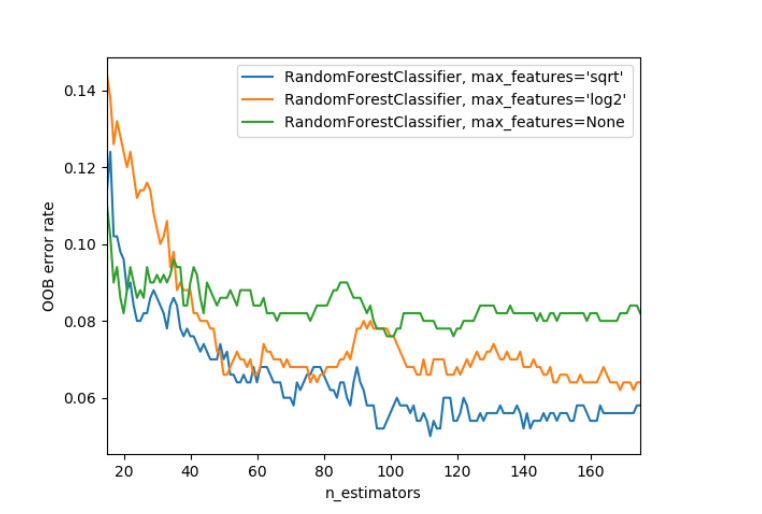 RandomForestClassifier, max_features='sqrt'
RandomForestClassifier, max_features='log2'
RandomForestClassifier, max_features=None
0.14
0.12
0.10
0.08
0.06
OOB error rate
20 40 60 80 100 120 140 160
n_estimators